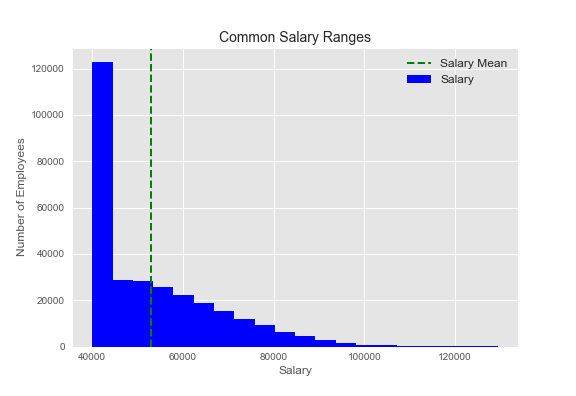 Common Salary Ranges
Salary Mean
Salary
Number of Employees
120000
100000
80000
60000
40000
20000
0
40000 60000 80000 100000 120000
Salary